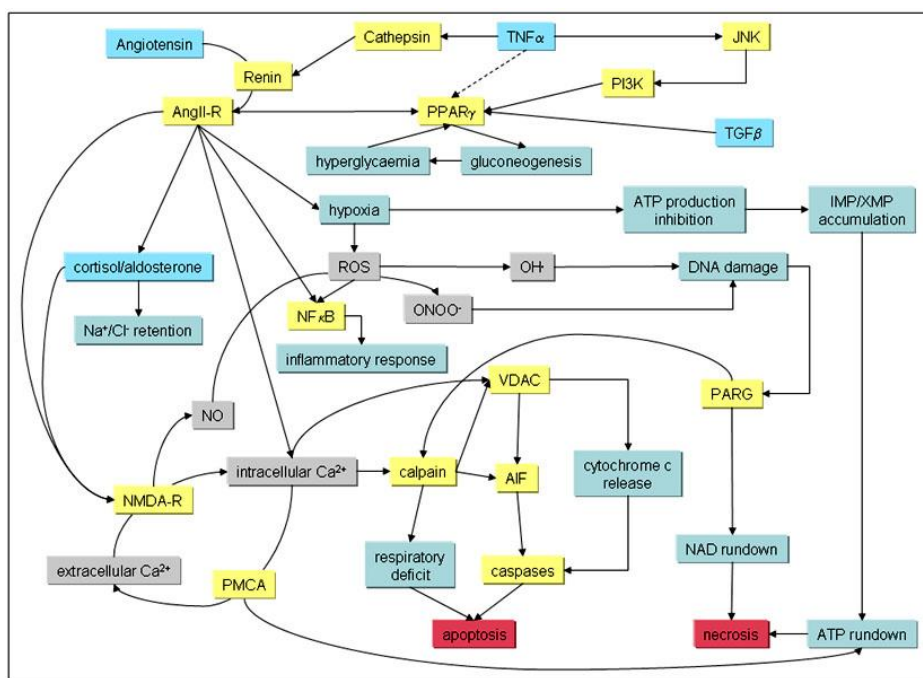 Angiotensin
Cathepsin
TNFα
JNK
Renin
PI3K
AngII-R
PPARγ
TGFβ
hyperglycaemia
gluconeogenesis
hypoxia
ATP production
inhibition
IMP/XMP
accumulation
cortisol/aldosterone
ROS
OH·
DNA damage
ONOO⁻
NFκB
Na⁺/Cl⁻ retention
inflammatory response
VDAC
PARG
NO
intracellular Ca²⁺
calpain
AIF
cytochrome c
release
NMDA-R
extracellular Ca²⁺
PMCA
respiratory
deficit
caspases
NAD rundown
apoptosis
necrosis
ATP rundown